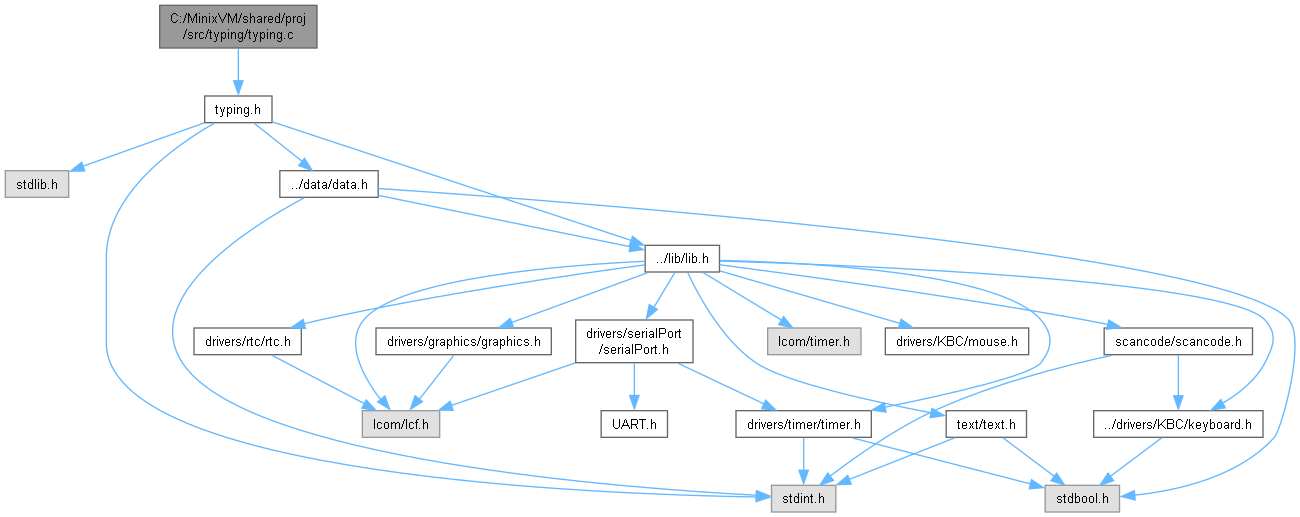 C:/MinixVM/shared/proj
/src/typing/typing.c
typing.h
stdlib.h
../data/data.h
../lib/lib.h
drivers/rtc/rtc.h
drivers/graphics/graphics.h
drivers/serialPort
/serialPort.h
lcom/timer.h
drivers/KBC/mouse.h
scancode/scancode.h
lcom/lcf.h
UART.h
drivers/timer/timer.h
text/text.h
../drivers/KBC/keyboard.h
stdint.h
stdbool.h